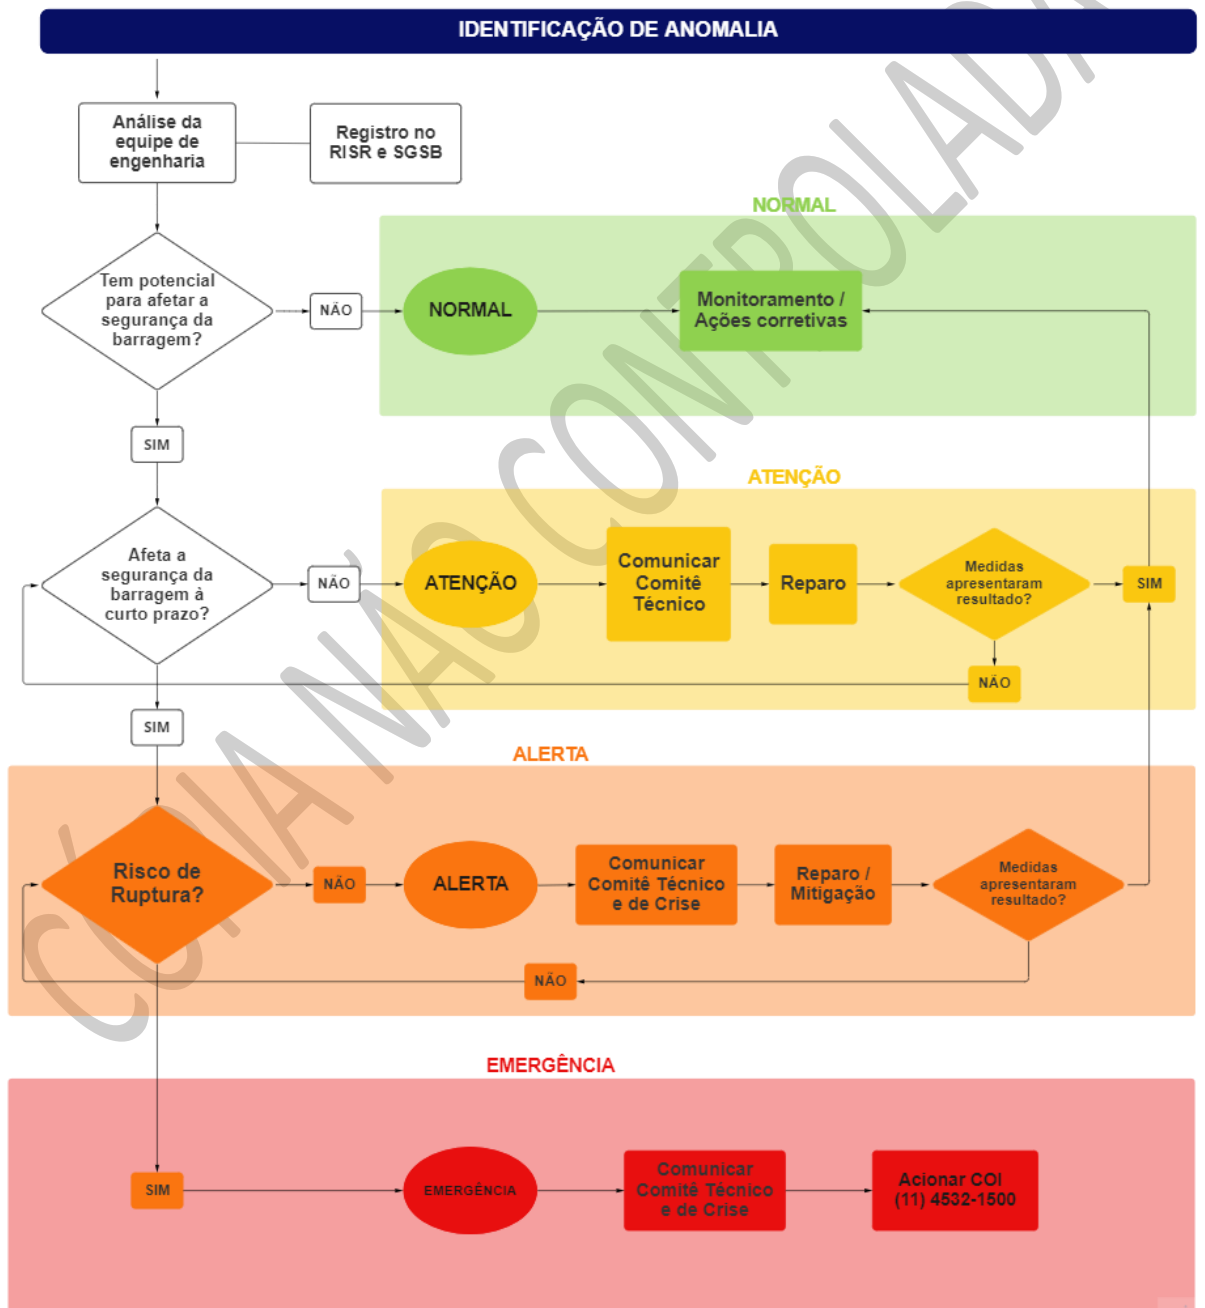 IDENTIFICAÇÃO DE ANOMALIA
Análise da
equipe de
engenharia
Registro no
RISR e SGSB
NORMAL
Tem potencial
para afetar a
segurança da
barragem?
NÃO
NORMAL
Monitoramento /
Ações corretivas
SIM
ATENÇÃO
Afeta a
segurança da
barragem à
curto prazo?
NÃO
ATENÇÃO
Comunicar
Comitê
Técnico
Reparo
Medidas
apresentaram
resultado?
SIM
NÃO
SIM
ALERTA
Risco de
Ruptura?
NÃO
ALERTA
Comunicar
Comitê Técnico
e de Crise
Reparo /
Mitigação
Medidas
apresentaram
resultado?
NÃO
EMERGÊNCIA
SIM
EMERGÊNCIA
Comunicar
Comitê Técnico
e de Crise
Acionar COI
(11) 4532-1500
CÓPIA NÃO CONTROLADA